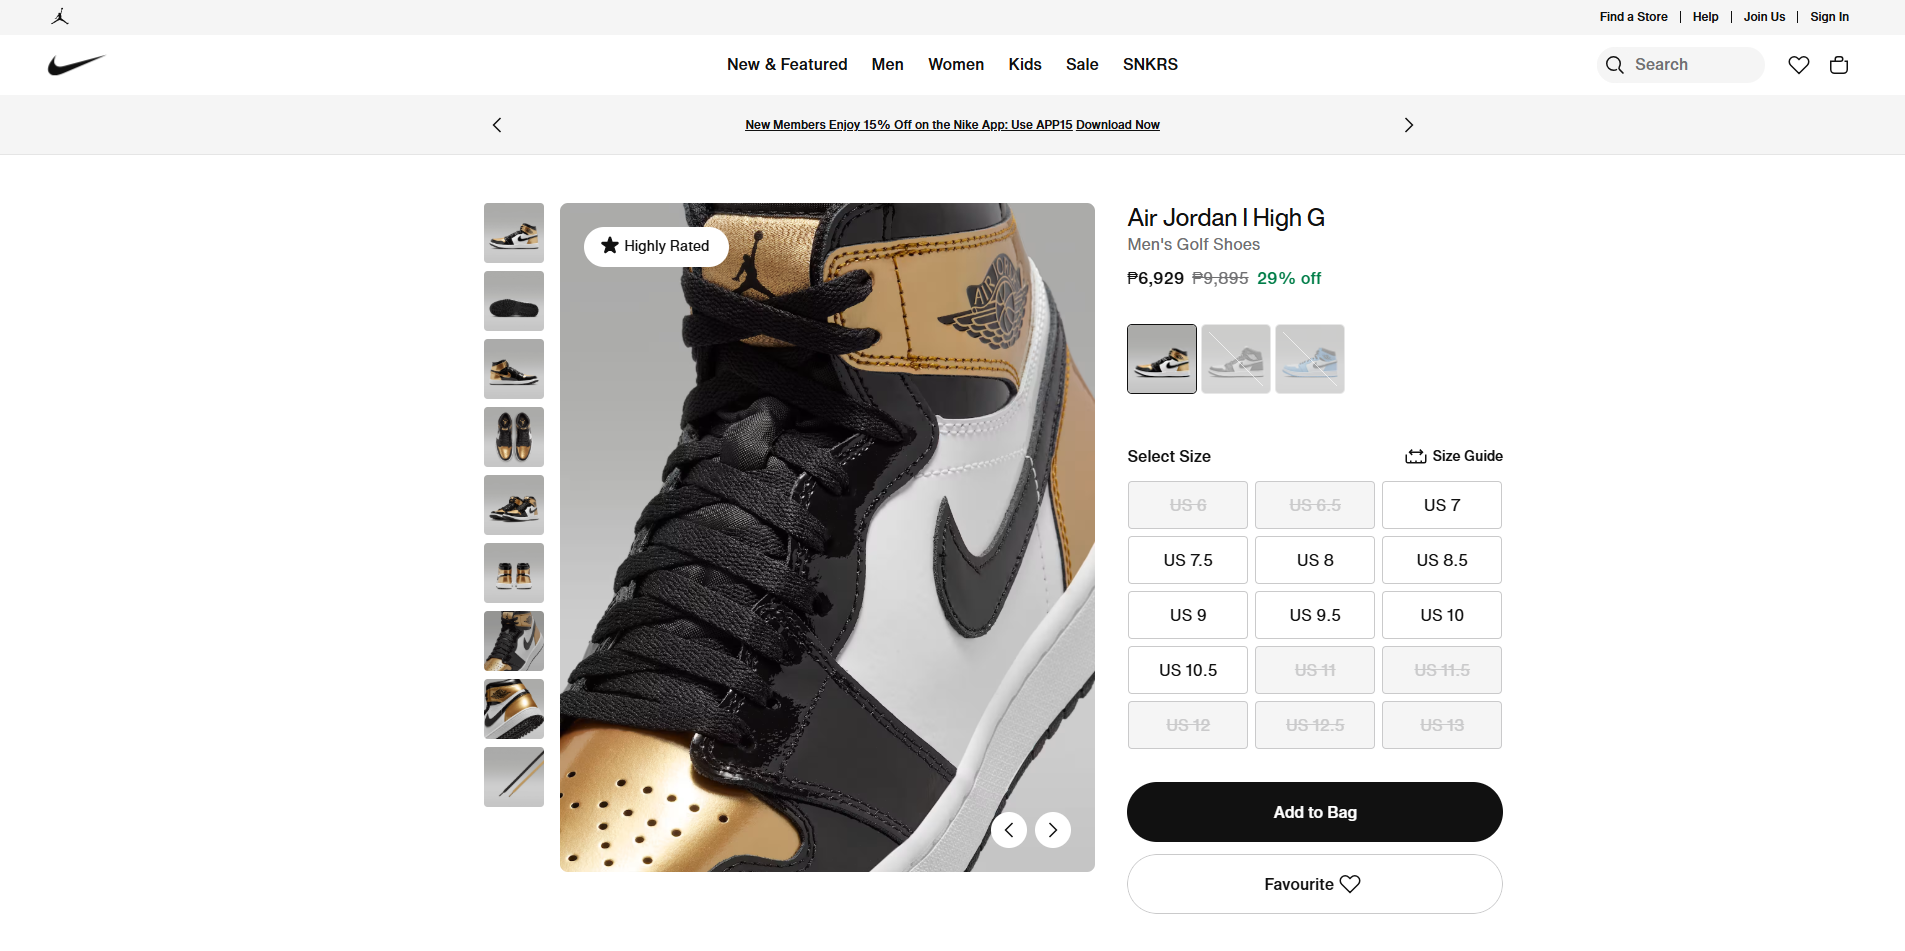 Find a Store
Help
Join Us
Sign In
New & Featured
Men
Women
Kids
Sale
SNKRS
Search
New Members Enjoy 15% Off on the Nike App: Use APP15 Download Now
Highly Rated
AIR JORDAN
Air Jordan I High G
Men's Golf Shoes
₱6,929 ₱9,895 29% off
Select Size
Size Guide
US 6
US 6.5
US 7
US 7.5
US 8
US 8.5
US 9
US 9.5
US 10
US 10.5
US 11
US 11.5
US 12
US 12.5
US 13
Add to Bag
Favourite